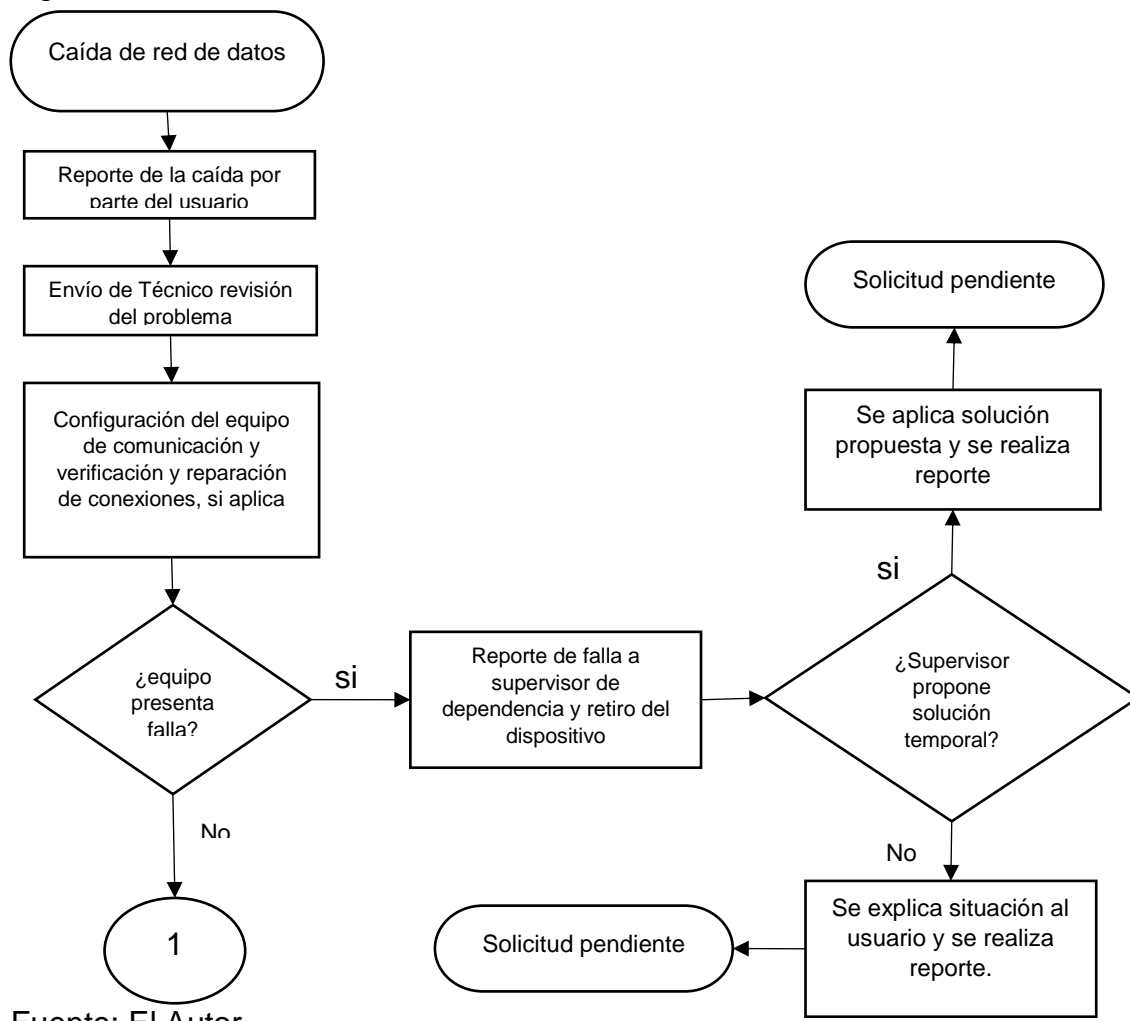 Caída de red de datos
Reporte de la caída por
parte del usuario
Envío de Técnico revisión
del problema
Configuración del equipo
de comunicación y
verificación y reparación
de conexiones, si aplica
¿equipo
presenta
falla?
si
No
1
Reporte de falla a
supervisor de
dependencia y retiro del
dispositivo
¿Supervisor
propone
solución
temporal?
si
Se aplica solución
propuesta y se realiza
reporte
Solicitud pendiente
No
Se explica situación al
usuario y se realiza
reporte.
Solicitud pendiente
Fuente: El Autor